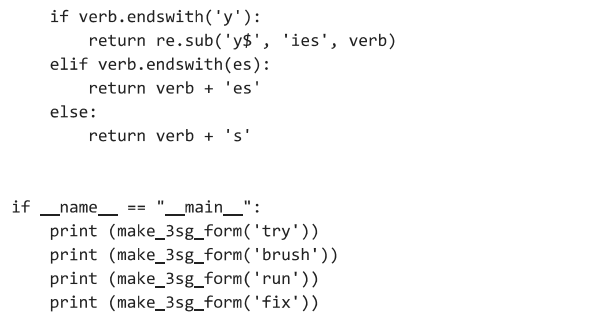 if verb.endswith('y'):
        return re.sub('y$', 'ies', verb)
    elif verb.endswith(es):
        return verb + 'es'
    else:
        return verb + 's'


if __name__ == "__main__":
    print (make_3sg_form('try'))
    print (make_3sg_form('brush'))
    print (make_3sg_form('run'))
    print (make_3sg_form('fix'))